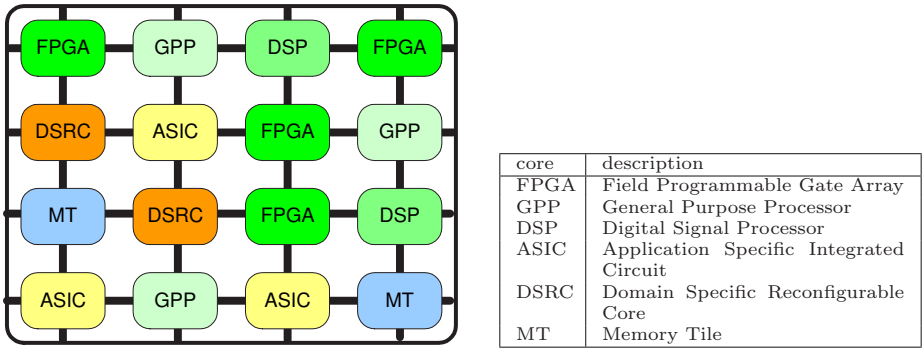 FPGA GPP DSP FPGA
DSRC ASIC FPGA GPP
MT DSRC FPGA DSP
ASIC GPP ASIC MT
core description
FPGA Field Programmable Gate Array
GPP General Purpose Processor
DSP Digital Signal Processor
ASIC Application Specific Integrated
Circuit
DSRC Domain Specific Reconfigurable
Core
MT Memory Tile